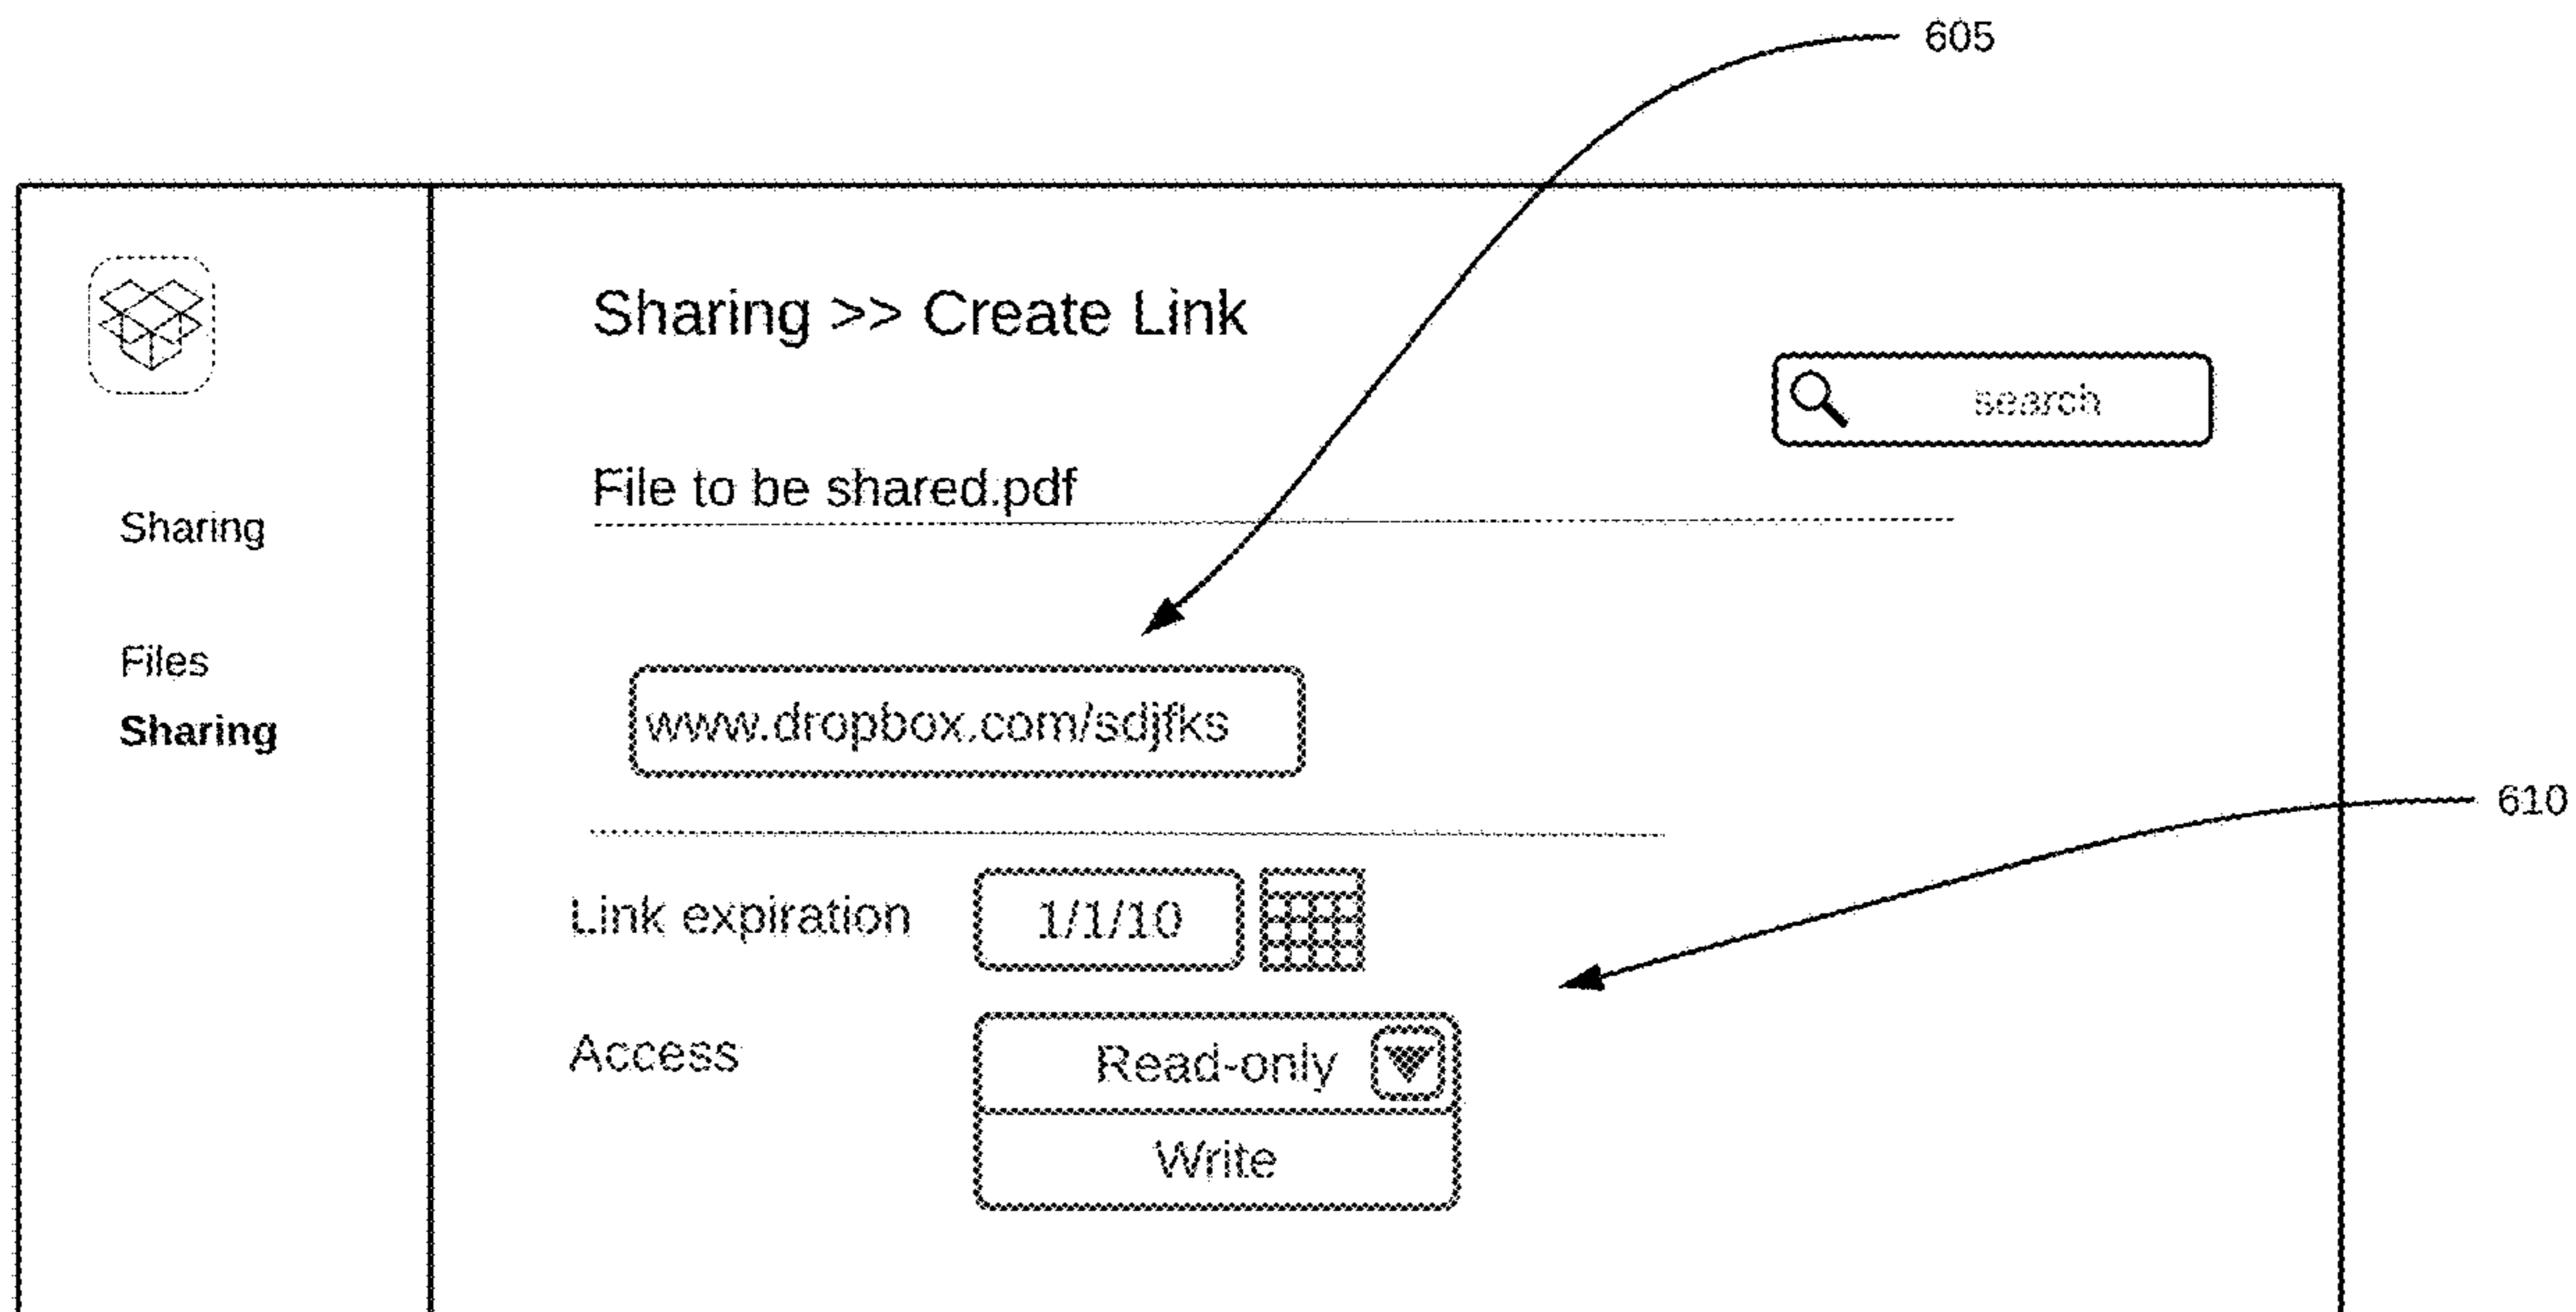 605
Sharing >> Create Link
search
File to be shared.pdf
Sharing
Files
Sharing
www.dropbox.com/sdjfks
610
Link expiration 1/1/10
Access Read-only
Write